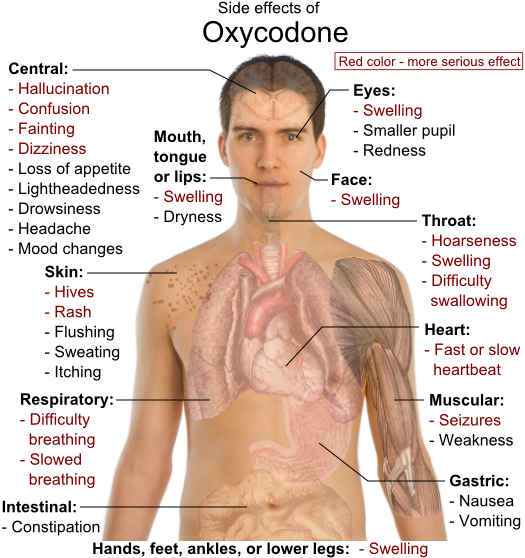 Side effects of
Oxycodone
Red color - more serious effect
Central:
- Hallucination
- Confusion
- Fainting
- Dizziness
- Loss of appetite
- Lightheadedness
- Drowsiness
- Headache
- Mood changes
Eyes:
- Swelling
- Smaller pupil
- Redness
Mouth,
tongue
or lips:
- Swelling
- Dryness
Face:
- Swelling
Throat:
- Hoarseness
- Swelling
- Difficulty
swallowing
Skin:
- Hives
- Rash
- Flushing
- Sweating
- Itching
Heart:
- Fast or slow
heartbeat
Respiratory:
- Difficulty
breathing
- Slowed
breathing
Muscular:
- Seizures
- Weakness
Gastric:
- Nausea
- Vomiting
Intestinal:
- Constipation
Hands, feet, ankles, or lower legs: - Swelling